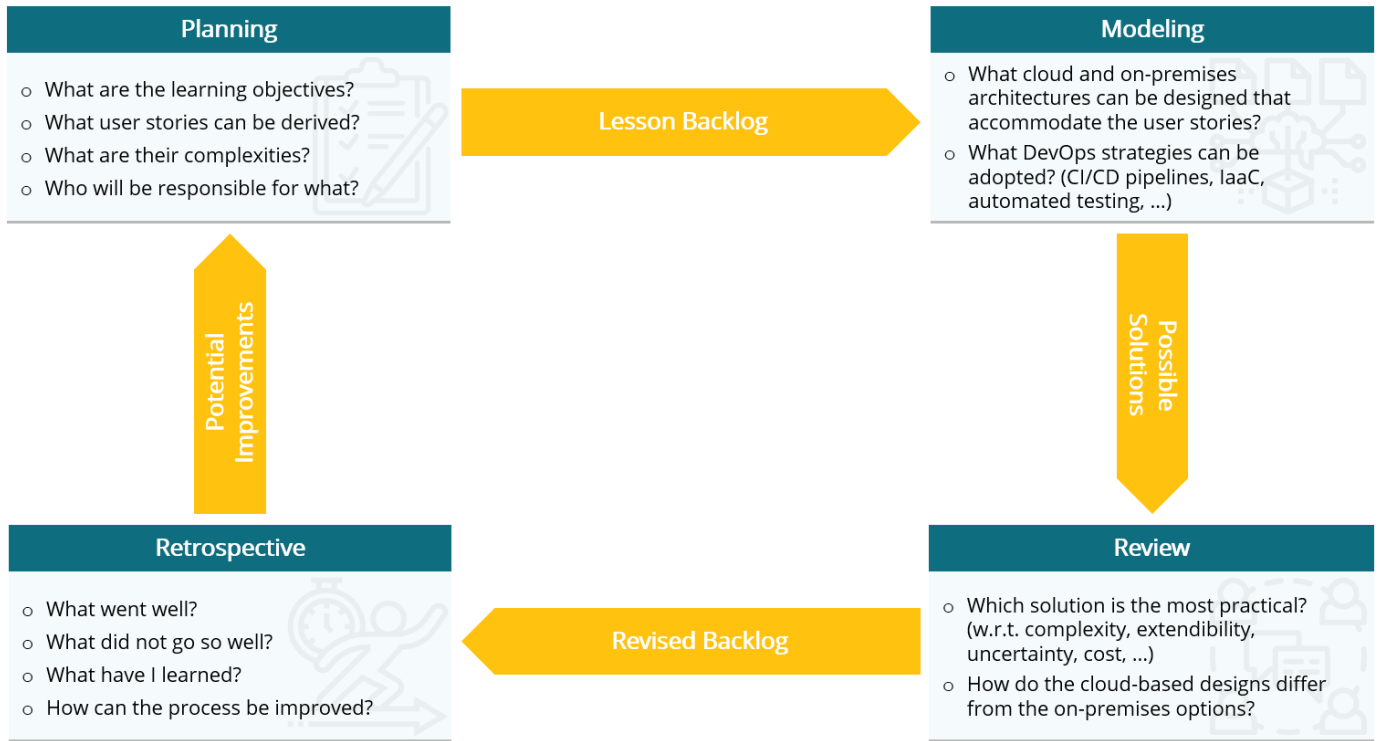 Planning
o What are the learning objectives?
o What user stories can be derived?
o What are their complexities?
o Who will be responsible for what?
Lesson Backlog
Modeling
o What cloud and on-premises
architectures can be designed that
accommodate the user stories?
o What DevOps strategies can be
adopted? (CI/CD pipelines, IaaC,
automated testing, ...)
Possible
Solutions
Review
o Which solution is the most practical?
(w.r.t. complexity, extendibility,
uncertainty, cost, ...)
o How do the cloud-based designs differ
from the on-premises options?
Revised Backlog
Retrospective
o What went well?
o What did not go so well?
o What have I learned?
o How can the process be improved?
Potential
Improvements